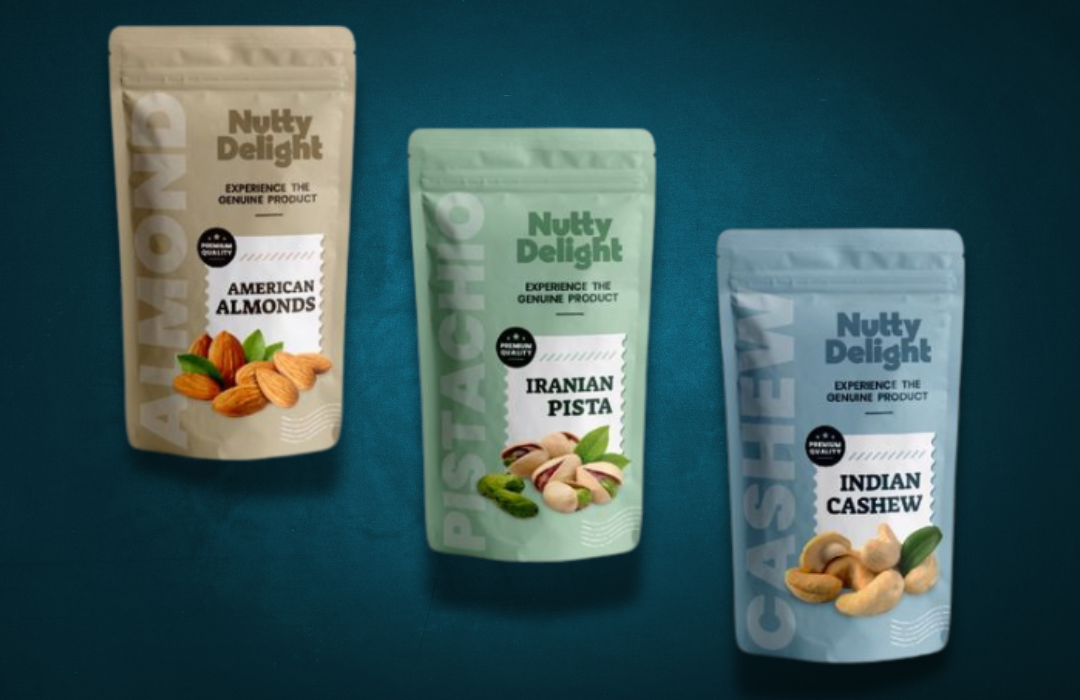 ALMOND
Nutty
Delight
EXPERIENCE THE
GENUINE PRODUCT
PREMIUM
QUALITY
AMERICAN
ALMONDS
PISTACHIO
Nutty
Delight
EXPERIENCE THE
GENUINE PRODUCT
PREMIUM
QUALITY
IRANIAN
PISTA
CASHEW
Nutty
Delight
EXPERIENCE THE
GENUINE PRODUCT
PREMIUM
QUALITY
INDIAN
CASHEW